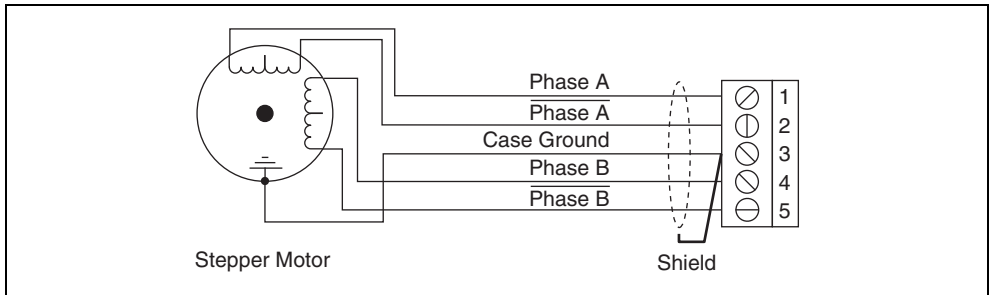 Phase A
1
Phase A
2
Case Ground
3
Phase B
4
Phase B
5
Stepper Motor
Shield